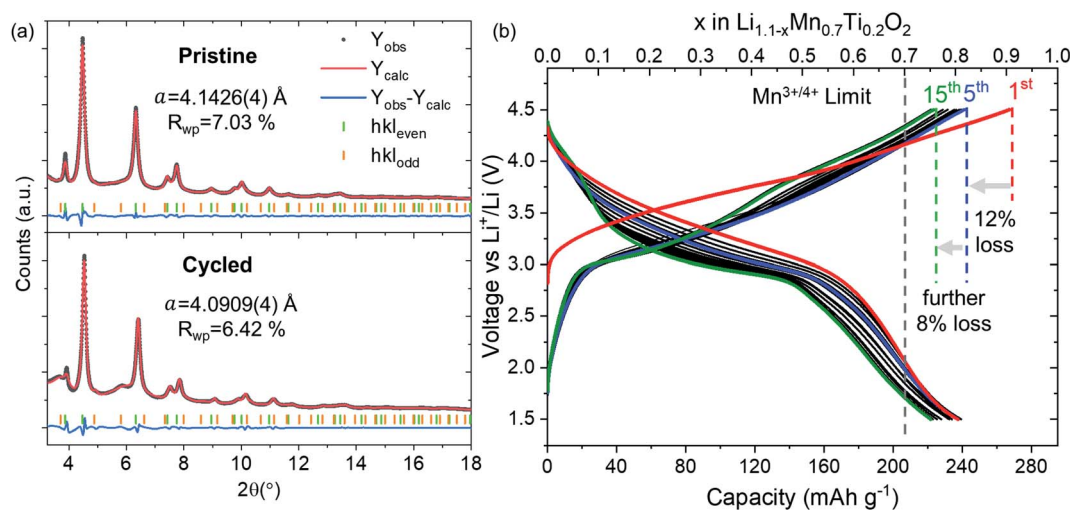 (a)
Pristine
a=4.1426(4) Å
Rwp=7.03 %
Yobs
Ycalc
Yobs-Ycalc
hkleven
hklodd
Cycled
a=4.0909(4) Å
Rwp=6.42 %
Counts (a.u.)
4 6 8 10 12 14 16 18
2θ(°)
(b)
x in Li1.1-xMn0.7Ti0.2O2
0.0 0.1 0.2 0.3 0.4 0.5 0.6 0.7 0.8 0.9 1.0
Mn3+/4+ Limit
15th 5th 1st
12%
loss
further
8% loss
4.5
4.0
3.5
3.0
2.5
2.0
1.5
Voltage vs Li+/Li (V)
0 40 80 120 160 200 240 280
Capacity (mAh g-1)